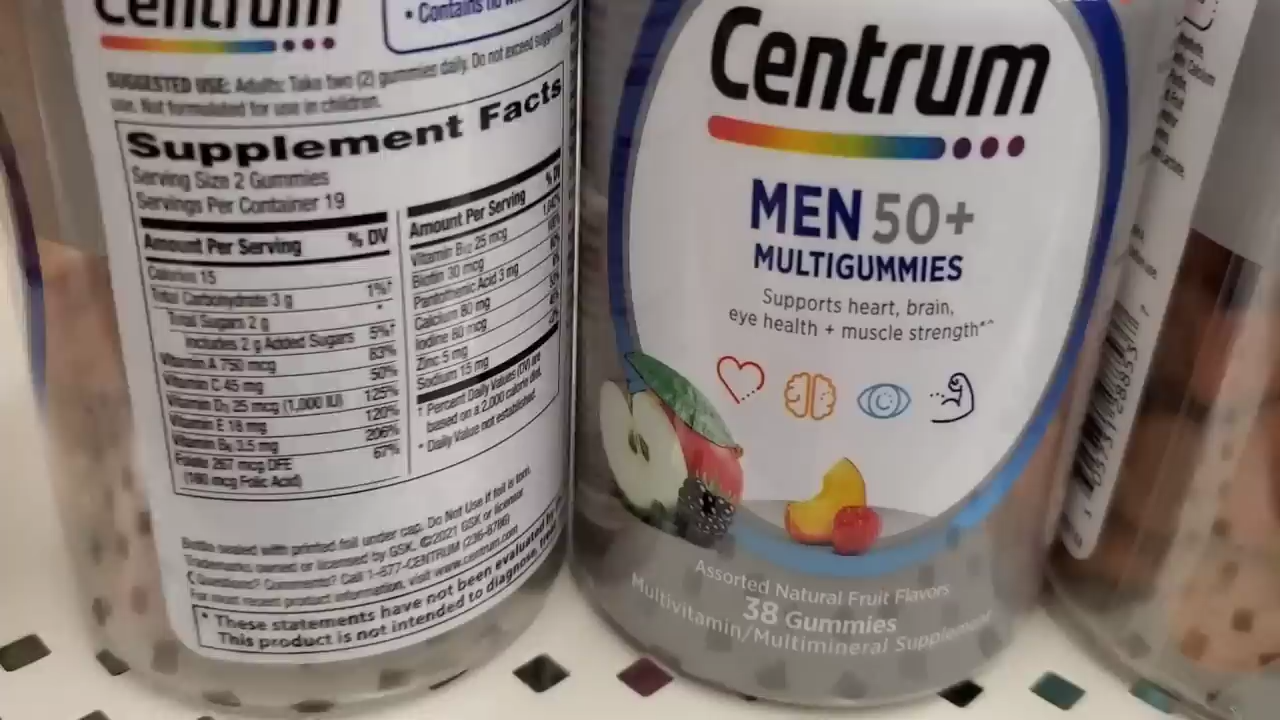 Centrum
• Contains no
SUGGESTED USE: Adults: Take two (2) gummies daily. Do not exceed suggested
use. Not formulated for use in children.
Supplement Facts
Serving Size 2 Gummies
Servings Per Container 19
Amount Per Serving % DV
Calories 15
Total Carbohydrate 3 g 1%†
Total Sugars 2 g *
Includes 2 g Added Sugars 5%†
Vitamin A 750 mcg 83%
Vitamin C 45 mg 50%
Vitamin D₃ 25 mcg (1,000 IU) 125%
Vitamin E 18 mg 120%
Vitamin B₆ 3.5 mg 206%
Folate 267 mcg DFE 67%
(160 mcg Folic Acid)
Amount Per Serving % DV
Vitamin B₁₂ 25 mcg
Biotin 30 mcg
Pantothenic Acid 3 mg
Calcium 80 mg
Iodine 80 mcg
Zinc 5 mg
Sodium 15 mg
† Percent Daily Values (DV) are
based on a 2,000 calorie diet.
* Daily Value not established.
Bottle sealed with printed foil under cap. Do Not Use if foil is torn.
Trademarks owned or licensed by GSK. ©2021 GSK or licensor
Questions? Comments? Call 1-877-CENTRUM (236-8786)
For most recent product information, visit www.centrum.com
* These statements have not been evaluated by
This product is not intended to diagnose,
Centrum
MEN 50+
MULTIGUMMIES
Supports heart, brain,
eye health + muscle strength*^
Assorted Natural Fruit Flavors
38 Gummies
Multivitamin/Multimineral Supplement